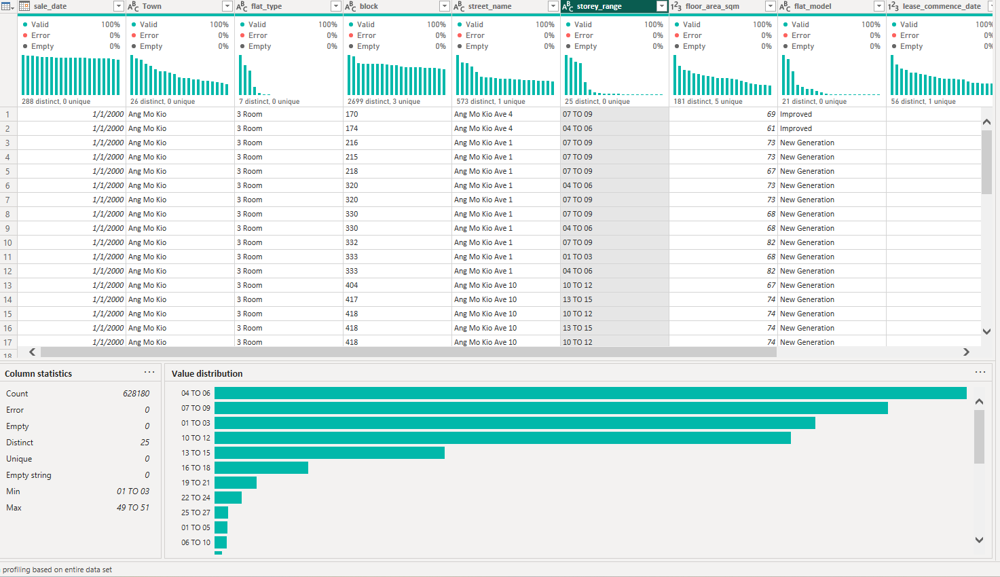 sale_date ABC Town ABC flat_type ABC block ABC street_name ABC storey_range 123 floor_area_sqm ABC flat_model 123 lease_commence_date
Valid 100% Valid 100% Valid 100% Valid 100% Valid 100% Valid 100% Valid 100% Valid 100% Valid 100%
Error 0% Error 0% Error 0% Error 0% Error 0% Error 0% Error 0% Error 0% Error 0%
Empty 0% Empty 0% Empty 0% Empty 0% Empty 0% Empty 0% Empty 0% Empty 0% Empty 0%
288 distinct, 0 unique 26 distinct, 0 unique 7 distinct, 0 unique 2699 distinct, 3 unique 573 distinct, 1 unique 25 distinct, 0 unique 181 distinct, 5 unique 21 distinct, 0 unique 56 distinct, 1 unique
1 1/1/2000 Ang Mo Kio 3 Room 170 Ang Mo Kio Ave 4 07 TO 09 69 Improved
2 1/1/2000 Ang Mo Kio 3 Room 174 Ang Mo Kio Ave 4 04 TO 06 61 Improved
3 1/1/2000 Ang Mo Kio 3 Room 216 Ang Mo Kio Ave 1 07 TO 09 73 New Generation
4 1/1/2000 Ang Mo Kio 3 Room 215 Ang Mo Kio Ave 1 07 TO 09 73 New Generation
5 1/1/2000 Ang Mo Kio 3 Room 218 Ang Mo Kio Ave 1 07 TO 09 67 New Generation
6 1/1/2000 Ang Mo Kio 3 Room 320 Ang Mo Kio Ave 1 04 TO 06 73 New Generation
7 1/1/2000 Ang Mo Kio 3 Room 320 Ang Mo Kio Ave 1 07 TO 09 73 New Generation
8 1/1/2000 Ang Mo Kio 3 Room 330 Ang Mo Kio Ave 1 07 TO 09 68 New Generation
9 1/1/2000 Ang Mo Kio 3 Room 330 Ang Mo Kio Ave 1 04 TO 06 68 New Generation
10 1/1/2000 Ang Mo Kio 3 Room 332 Ang Mo Kio Ave 1 07 TO 09 82 New Generation
11 1/1/2000 Ang Mo Kio 3 Room 333 Ang Mo Kio Ave 1 01 TO 03 68 New Generation
12 1/1/2000 Ang Mo Kio 3 Room 333 Ang Mo Kio Ave 1 04 TO 06 82 New Generation
13 1/1/2000 Ang Mo Kio 3 Room 404 Ang Mo Kio Ave 10 10 TO 12 67 New Generation
14 1/1/2000 Ang Mo Kio 3 Room 417 Ang Mo Kio Ave 10 13 TO 15 74 New Generation
15 1/1/2000 Ang Mo Kio 3 Room 418 Ang Mo Kio Ave 10 10 TO 12 74 New Generation
16 1/1/2000 Ang Mo Kio 3 Room 418 Ang Mo Kio Ave 10 13 TO 15 74 New Generation
17 1/1/2000 Ang Mo Kio 3 Room 418 Ang Mo Kio Ave 10 10 TO 12 74 New Generation
18
Column statistics
Count 628180
Error 0
Empty 0
Distinct 25
Unique 0
Empty string 0
Min 01 TO 03
Max 49 TO 51
Value distribution
04 TO 06
07 TO 09
01 TO 03
10 TO 12
13 TO 15
16 TO 18
19 TO 21
22 TO 24
25 TO 27
01 TO 05
06 TO 10
profiling based on entire data set